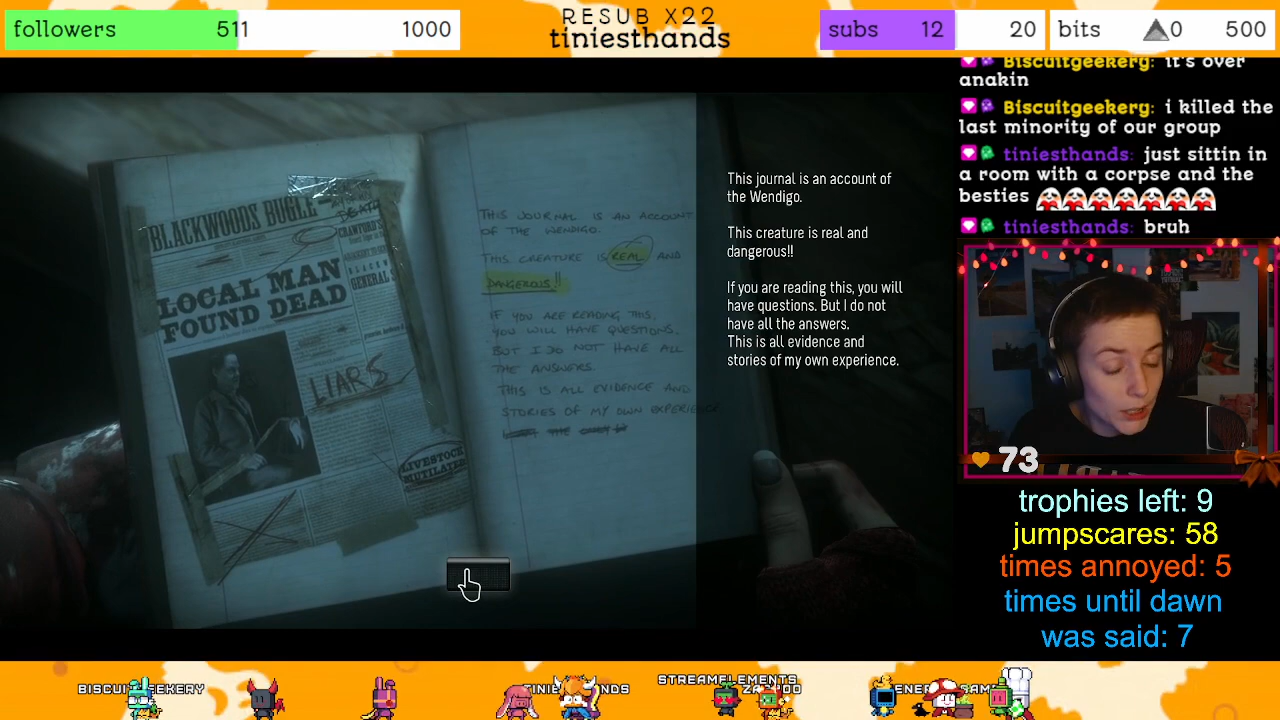 followers 511 1000
RESUB X22
tiniesthands
subs 12 20
bits 0 500
Biscuitgeekery: it's over
anakin
Biscuitgeekery: i killed the
last minority of our group
tiniesthands: just sittin in
a room with a corpse and the
besties
tiniesthands: bruh
BLACKWOODS BUGLE
LOCAL MAN
FOUND DEAD
LIARS
LIVESTOCK
MUTILATED
THIS JOURNAL IS AN ACCOUNT
OF THE WENDIGO.
THIS CREATURE IS REAL AND
DANGEROUS!!
IF YOU ARE READING THIS,
YOU WILL HAVE QUESTIONS.
BUT I DO NOT HAVE ALL
THE ANSWERS.
THIS IS ALL EVIDENCE AND
STORIES OF MY OWN EXPERIENCE
This journal is an account of
the Wendigo.
This creature is real and
dangerous!!
If you are reading this, you will
have questions. But I do not
have all the answers.
This is all evidence and
stories of my own experience.
73
trophies left: 9
jumpscares: 58
times annoyed: 5
times until dawn
was said: 7
STREAMELEMENTS